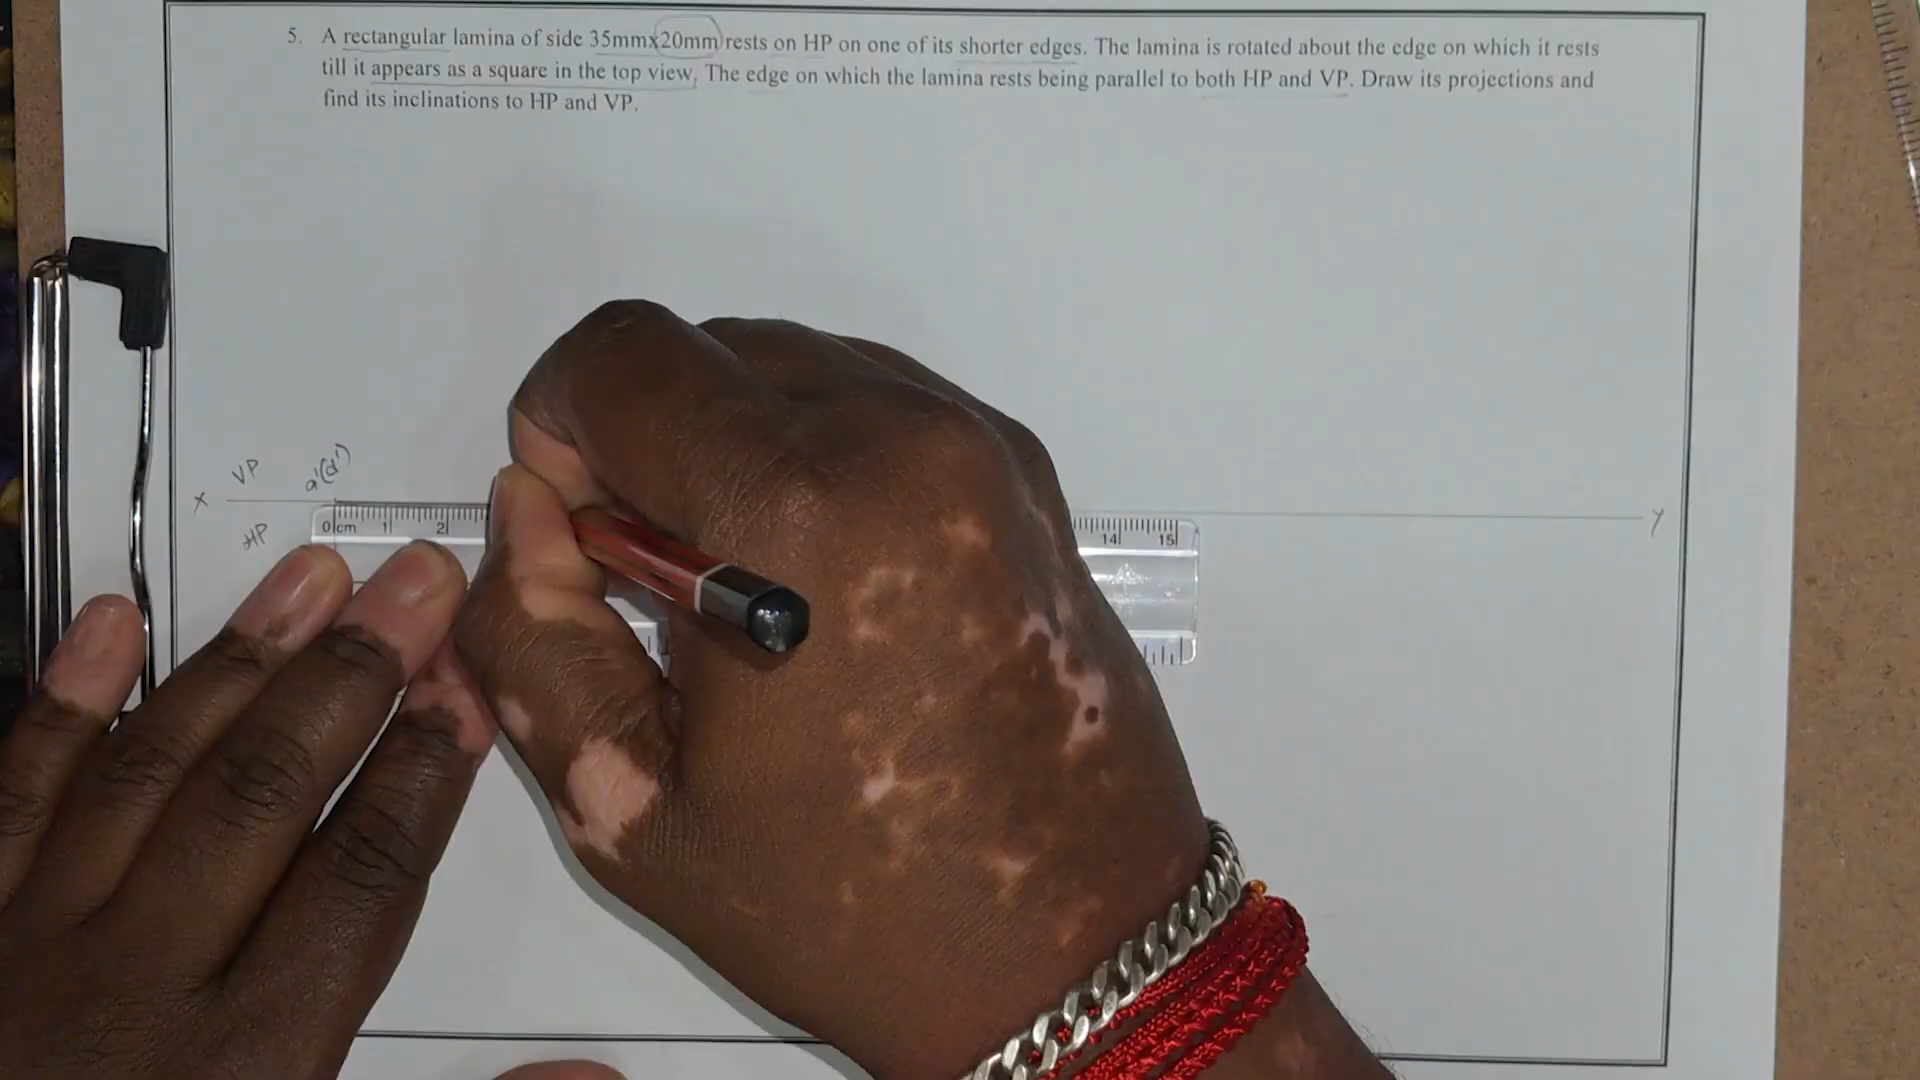 5. A rectangular lamina of side 35mmx20mm rests on HP on one of its shorter edges. The lamina is rotated about the edge on which it rests
till it appears as a square in the top view, The edge on which the lamina rests being parallel to both HP and VP. Draw its projections and
find its inclinations to HP and VP.
VP a'(d')
X Y
HP
0 cm 1 2 14 15